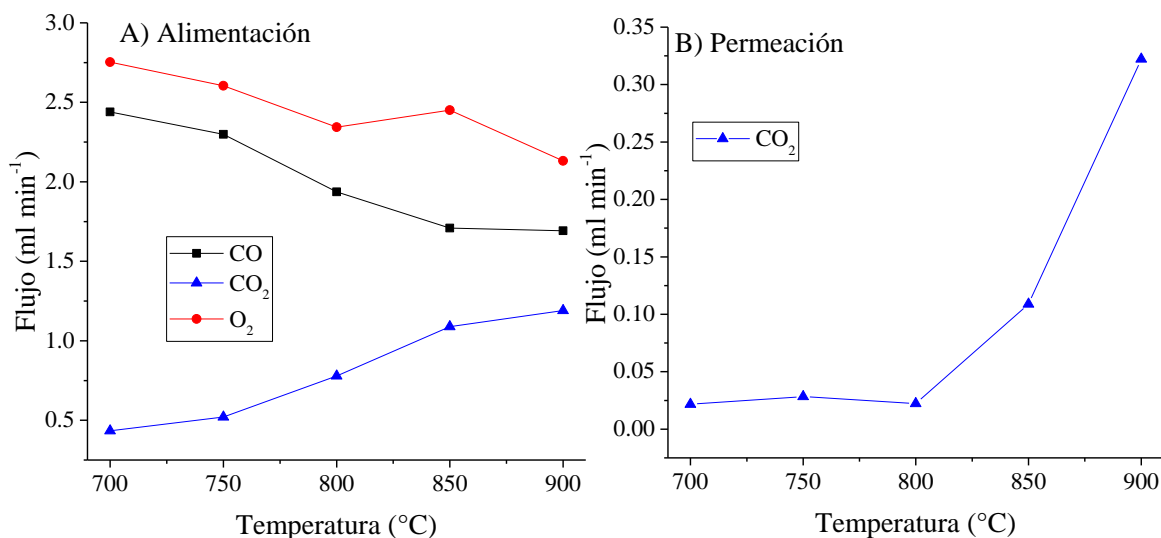 A) Alimentación
3.0
2.5
2.0
1.5
1.0
0.5
Flujo (ml min⁻¹)
CO
CO₂
O₂
700 750 800 850 900
Temperatura (°C)
B) Permeación
0.35
0.30
0.25
0.20
0.15
0.10
0.05
0.00
Flujo (ml min⁻¹)
CO₂
700 750 800 850 900
Temperatura (°C)